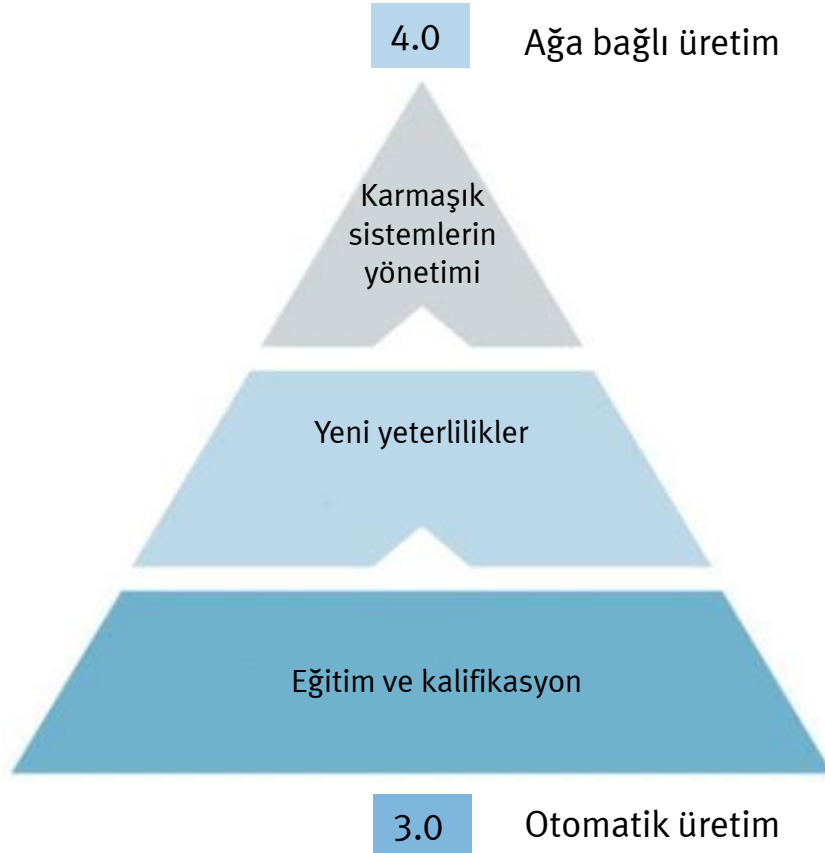 4.0 Ağa bağlı üretim
Karmaşık
sistemlerin
yönetimi
Yeni yeterlilikler
Eğitim ve kalifikasyon
3.0 Otomatik üretim